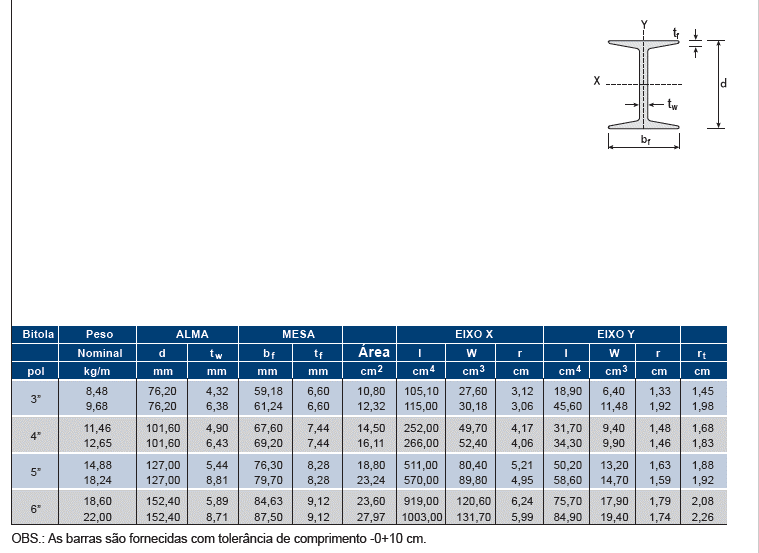 Y
tf
X
d
tw
bf
Bitola Peso ALMA MESA EIXO X EIXO Y
Nominal d tw bf tf Área I W r I W r rt
pol kg/m mm mm mm mm cm2 cm4 cm3 cm cm4 cm3 cm cm
3” 8,48 76,20 4,32 59,18 6,60 10,80 105,10 27,60 3,12 18,90 6,40 1,33 1,45
9,68 76,20 6,38 61,24 6,60 12,32 115,00 30,18 3,06 45,60 11,48 1,92 1,98
4” 11,46 101,60 4,90 67,60 7,44 14,50 252,00 49,70 4,17 31,70 9,40 1,48 1,68
12,65 101,60 6,43 69,20 7,44 16,11 266,00 52,40 4,06 34,30 9,90 1,46 1,83
5” 14,88 127,00 5,44 76,30 8,28 18,80 511,00 80,40 5,21 50,20 13,20 1,63 1,88
18,24 127,00 8,81 79,70 8,28 23,24 570,00 89,80 4,95 58,60 14,70 1,59 1,92
6” 18,60 152,40 5,89 84,63 9,12 23,60 919,00 120,60 6,24 75,70 17,90 1,79 2,08
22,00 152,40 8,71 87,50 9,12 27,97 1003,00 131,70 5,99 84,90 19,40 1,74 2,26
OBS.: As barras são fornecidas com tolerância de comprimento -0+10 cm.